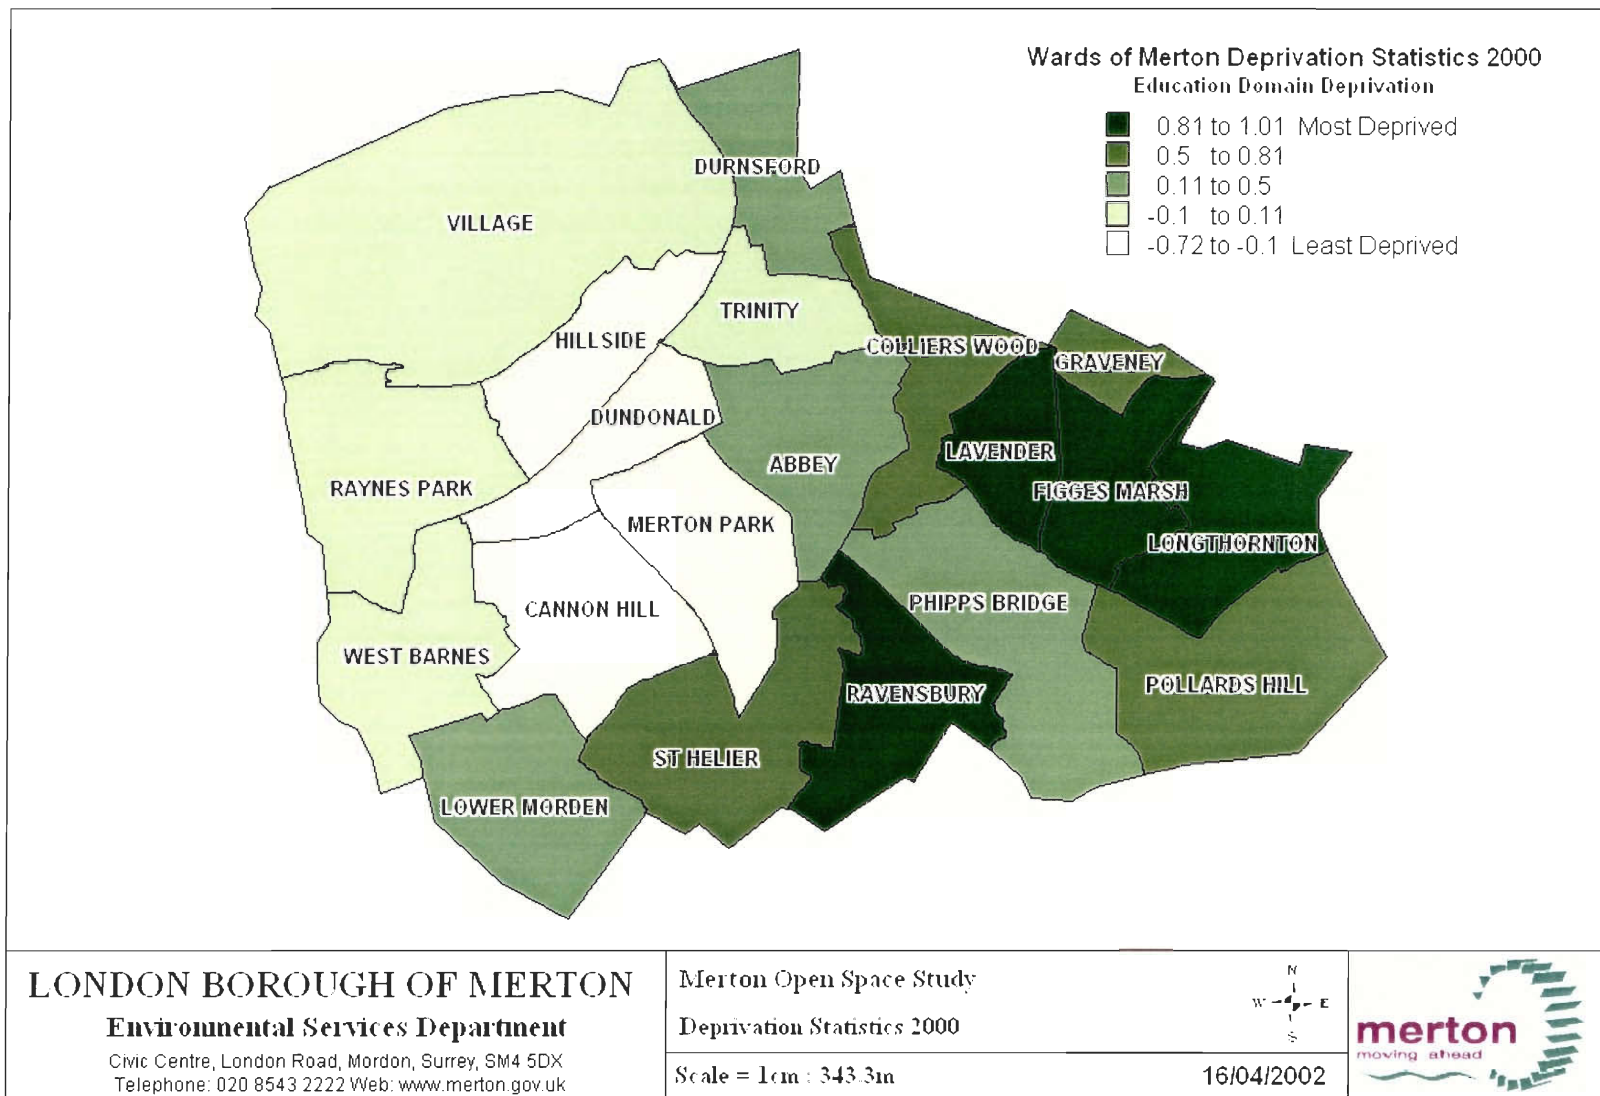 Wards of Merton Deprivation Statistics 2000
Education Domain Deprivation
0.81 to 1.01 Most Deprived
0.5 to 0.81
0.11 to 0.5
-0.1 to 0.11
-0.72 to -0.1 Least Deprived
DURNSFORD
VILLAGE
TRINITY
HILLSIDE
COLLIERS WOOD
GRAVENEY
DUNDONALD
LAVENDER
ABBEY
RAYNES PARK
FIGGES MARSH
MERTON PARK
LONGTHORNTON
PHIPPS BRIDGE
CANNON HILL
WEST BARNES
POLLARDS HILL
RAVENSBURY
ST HELIER
LOWER MORDEN
LONDON BOROUGH OF MERTON
Environmental Services Department
Civic Centre, London Road, Mordon, Surrey, SM4 5DX
Telephone: 020 8543 2222 Web: www.merton.gov.uk
Merton Open Space Study
Deprivation Statistics 2000
Scale = 1cm : 343.3m
16/04/2002
N
W E
S
merton
moving ahead